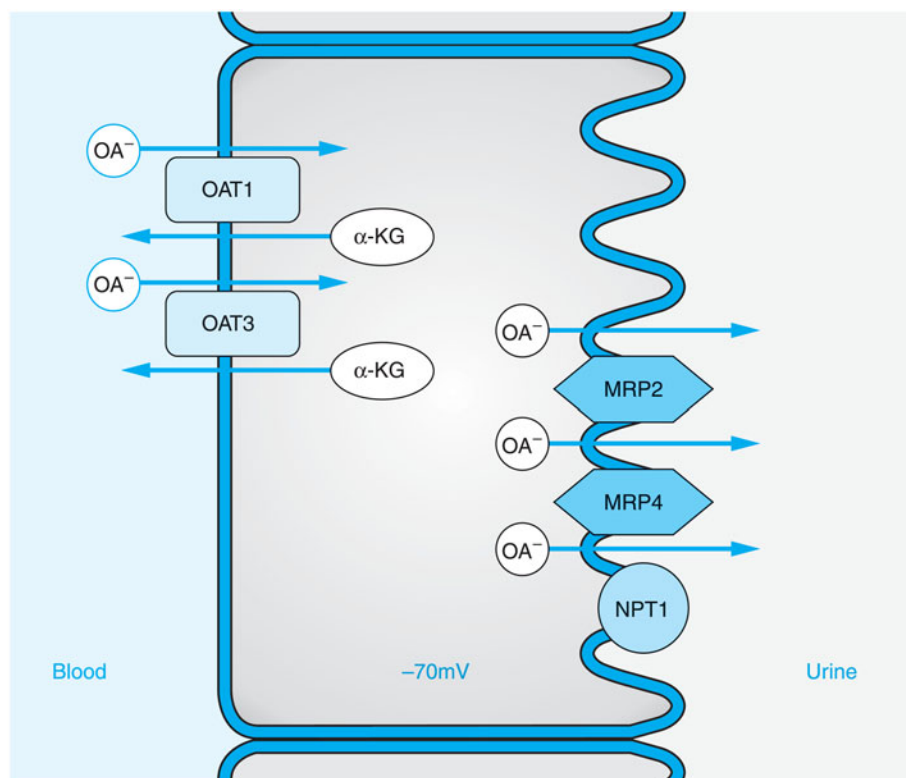 OA⁻
OAT1
α-KG
OA⁻
OAT3
α-KG
OA⁻
MRP2
OA⁻
MRP4
OA⁻
NPT1
Blood
–70mV
Urine